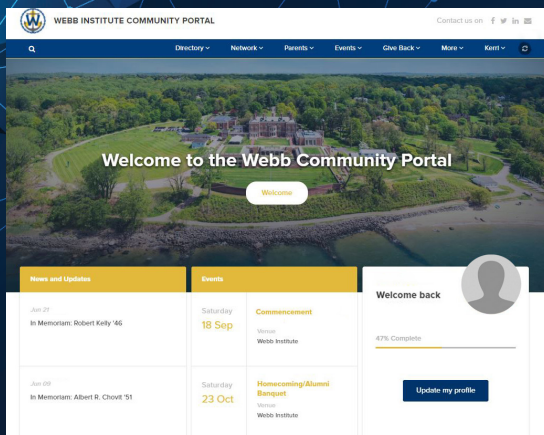 WEBB INSTITUTE COMMUNITY PORTAL
Contact us on
Directory Network Parents Events Give Back More Kerri
Welcome to the Webb Community Portal
Welcome
News and Updates
Jun 21
In Memoriam: Robert Kelly '46
Jun 09
In Memoriam: Albert R. Chovit '51
Events
Saturday
18 Sep
Commencement
Venue
Webb Institute
Saturday
23 Oct
Homecoming/Alumni
Banquet
Venue
Webb Institute
Welcome back
47% Complete
Update my profile